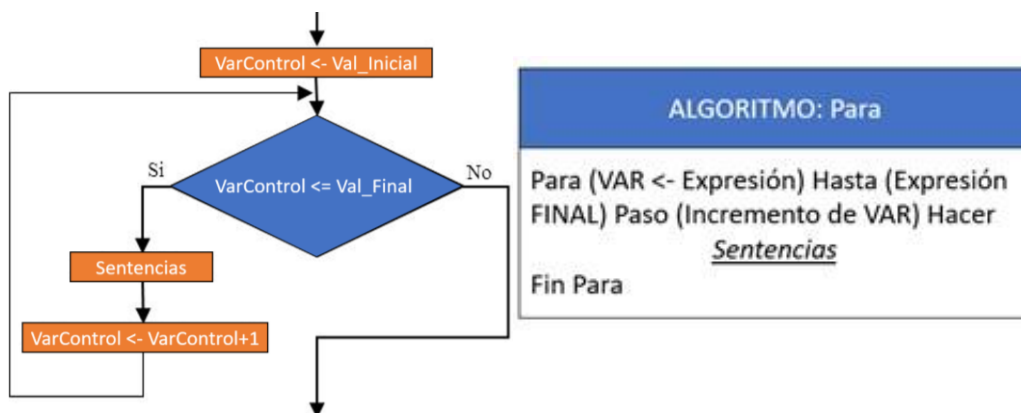 VarControl <- Val_Inicial
VarControl <= Val_Final
Si
No
Sentencias
VarControl <- VarControl+1
ALGORITMO: Para
Para (VAR <- Expresión) Hasta (Expresión
FINAL) Paso (Incremento de VAR) Hacer
Sentencias
Fin Para